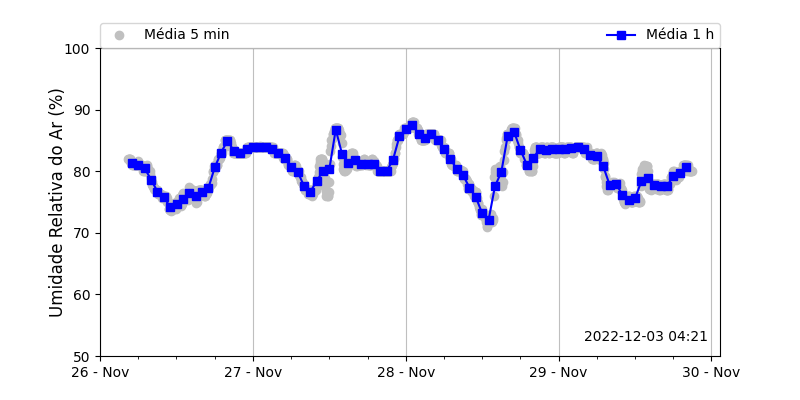 Média 5 min
Média 1 h
100
90
80
70
60
50
Umidade Relativa do Ar (%)
2022-12-03 04:21
26 - Nov
27 - Nov
28 - Nov
29 - Nov
30 - Nov